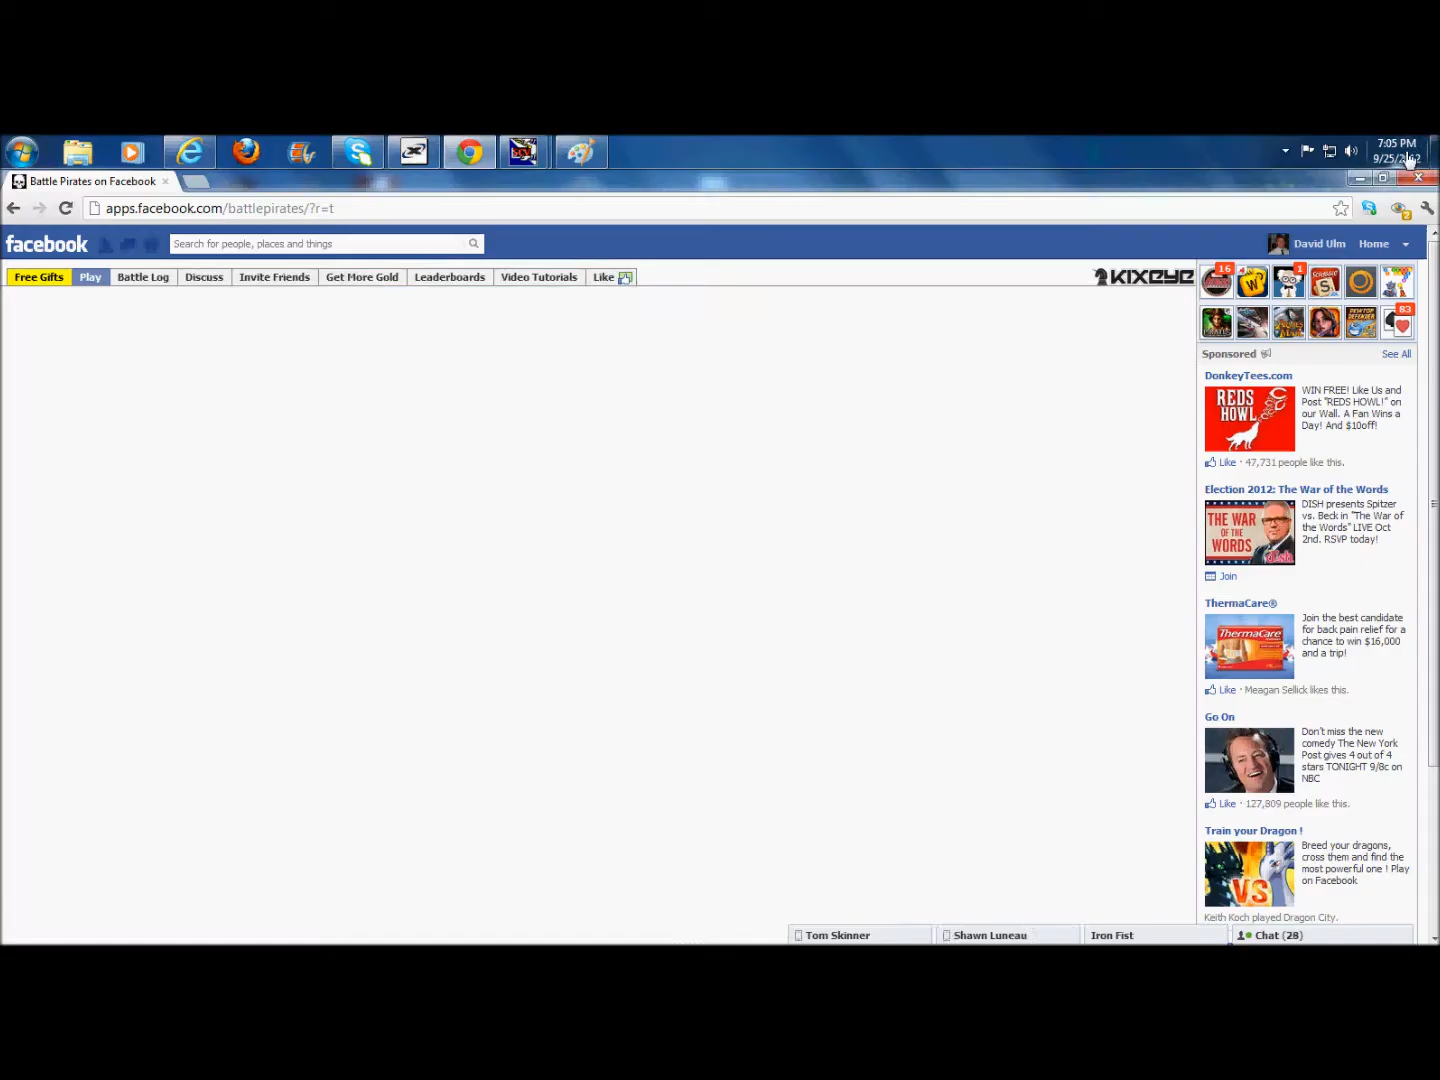 7:05 PM
Battle Pirates on Facebook
apps.facebook.com/battlepirates/?r=t
facebook
Search for people, places and things
David Ulm
Home
Free Gifts
Play
Battle Log
Discuss
Invite Friends
Get More Gold
Leaderboards
Video Tutorials
Like
KIXEYE
16
1
83
Sponsored
See All
DonkeyTees.com
REDS
HOWL
WIN FREE! Like Us and
Post "REDS HOWL!" on
our Wall. A Fan Wins a
Day! And $10off!
Like · 47,731 people like this.
Election 2012: The War of the Words
THE WAR
OF THE
WORDS
DISH presents Spitzer
vs. Beck in "The War of
the Words" LIVE Oct
2nd. RSVP today!
Join
ThermaCare®
ThermaCare
Join the best candidate
for back pain relief for a
chance to win $16,000
and a trip!
Like · Meagan Sellick likes this.
Go On
Don't miss the new
comedy The New York
Post gives 4 out of 4
stars TONIGHT 9/8c on
NBC
Like · 127,809 people like this.
Train your Dragon !
VS
Breed your dragons,
cross them and find the
most powerful one ! Play
on Facebook
Keith Koch played Dragon City.
Tom Skinner
Shawn Luneau
Iron Fist
Chat (28)